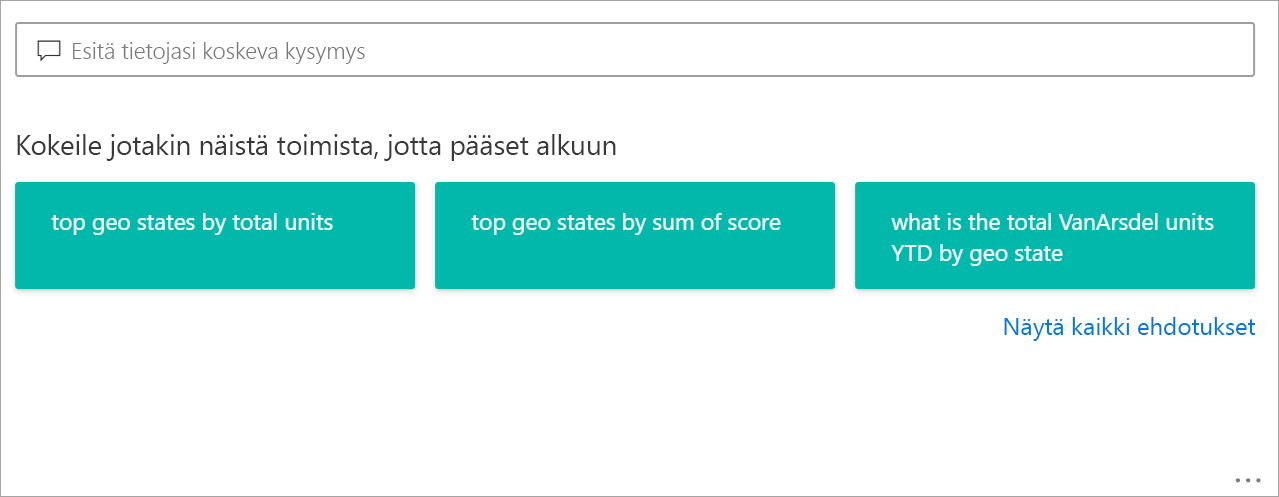 Esitä tietojasi koskeva kysymys
Kokeile jotakin näistä toimista, jotta pääset alkuun
top geo states by total units
top geo states by sum of score
what is the total VanArsdel units
YTD by geo state
Näytä kaikki ehdotukset